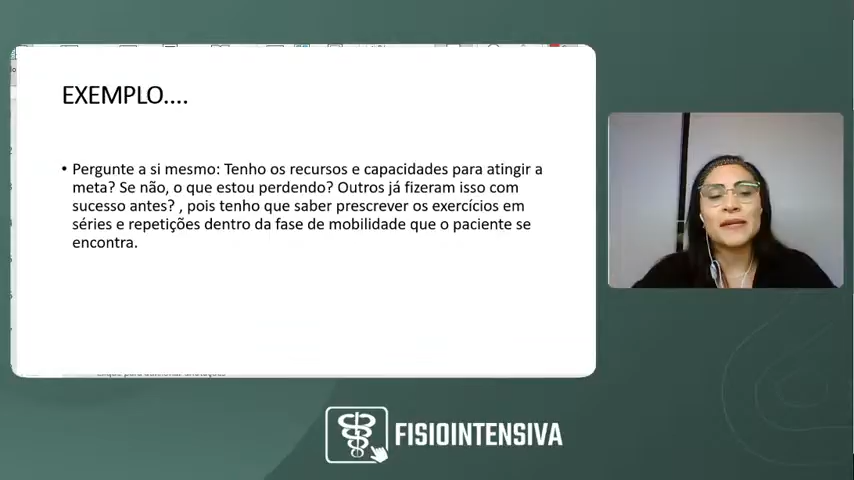 EXEMPLO....
• Pergunte a si mesmo: Tenho os recursos e capacidades para atingir a
meta? Se não, o que estou perdendo? Outros já fizeram isso com
sucesso antes? , pois tenho que saber prescrever os exercícios em
séries e repetições dentro da fase de mobilidade que o paciente se
encontra.
FISIOINTENSIVA